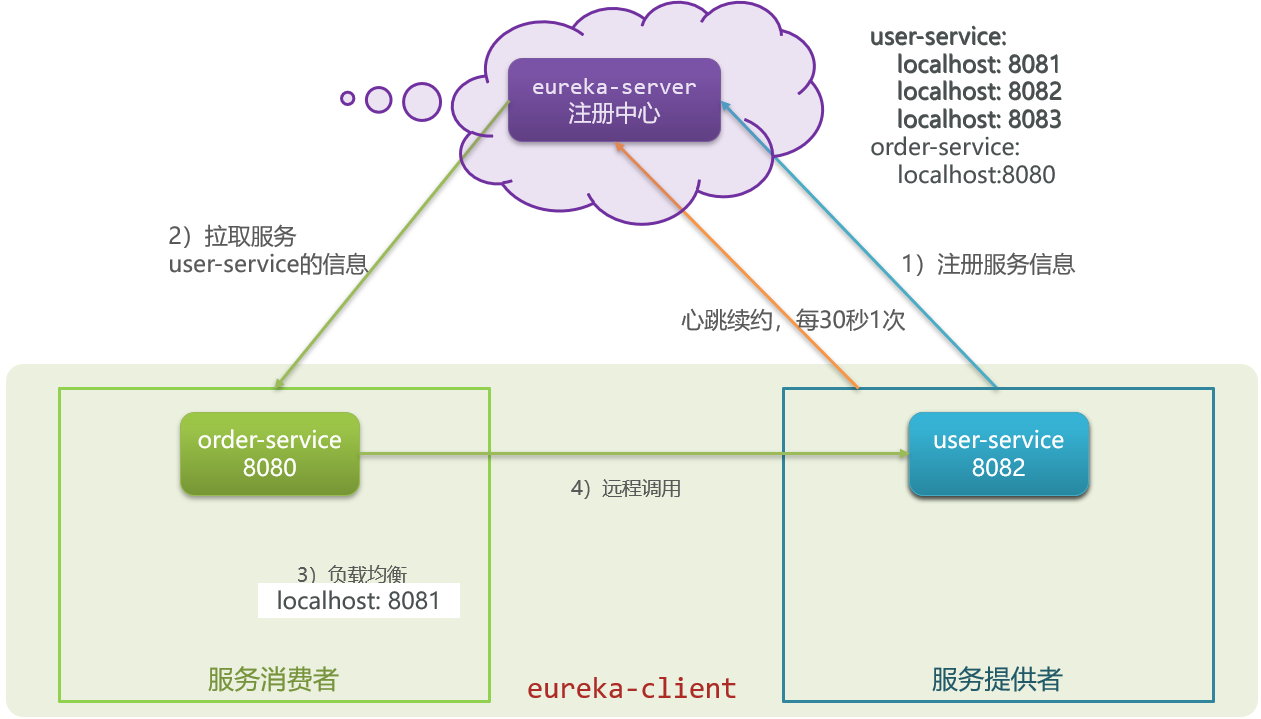 eureka-server
注册中心
user-service:
localhost: 8081
localhost: 8082
localhost: 8083
order-service:
localhost:8080
2）拉取服务
user-service的信息
1）注册服务信息
心跳续约，每30秒1次
order-service
8080
user-service
8082
4）远程调用
3）负载均衡
localhost: 8081
服务消费者
eureka-client
服务提供者